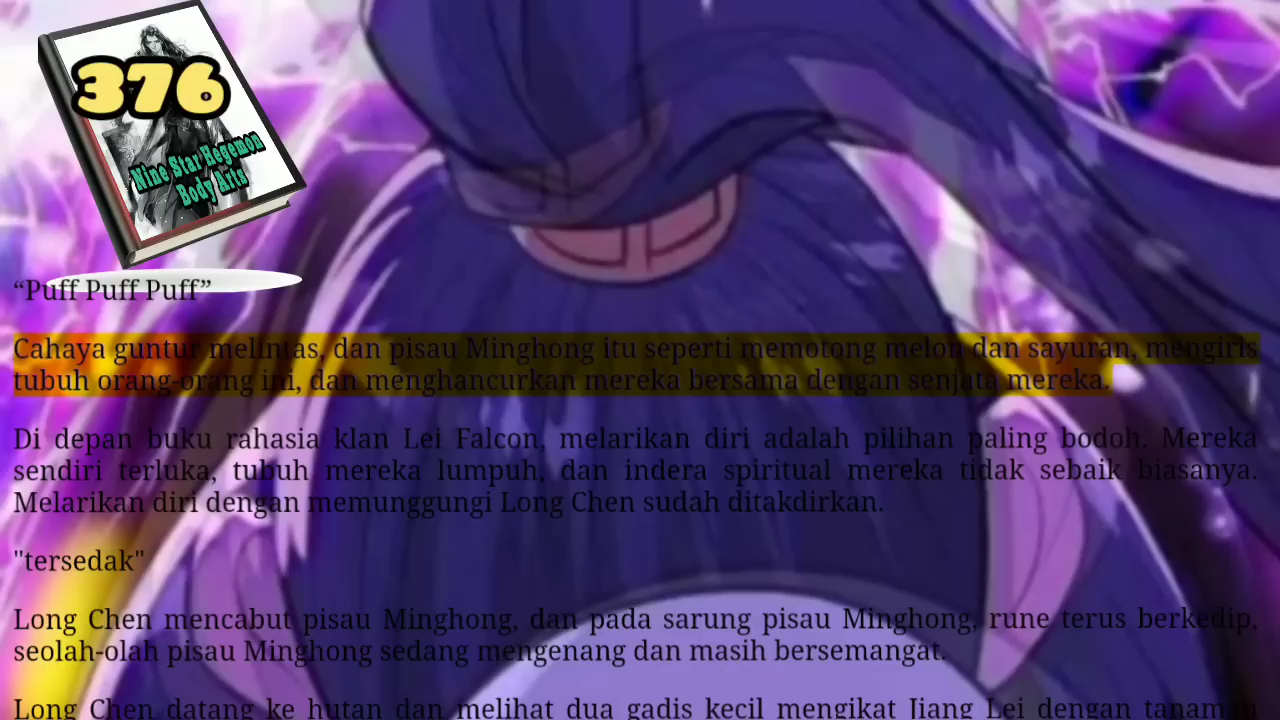 376
Nine Star Hegemon
Body Arts
“Puff Puff Puff”
Cahaya guntur melintas, dan pisau Minghong itu seperti memotong melon dan sayuran, mengiris
tubuh orang-orang ini, dan menghancurkan mereka bersama dengan senjata mereka.
Di depan buku rahasia klan Lei Falcon, melarikan diri adalah pilihan paling bodoh. Mereka
sendiri terluka, tubuh mereka lumpuh, dan indera spiritual mereka tidak sebaik biasanya.
Melarikan diri dengan memunggungi Long Chen sudah ditakdirkan.
"tersedak"
Long Chen mencabut pisau Minghong, dan pada sarung pisau Minghong, rune terus berkedip,
seolah-olah pisau Minghong sedang mengenang dan masih bersemangat.
Long Chen datang ke hutan dan melihat dua gadis kecil mengikat Jiang Lei dengan tanaman